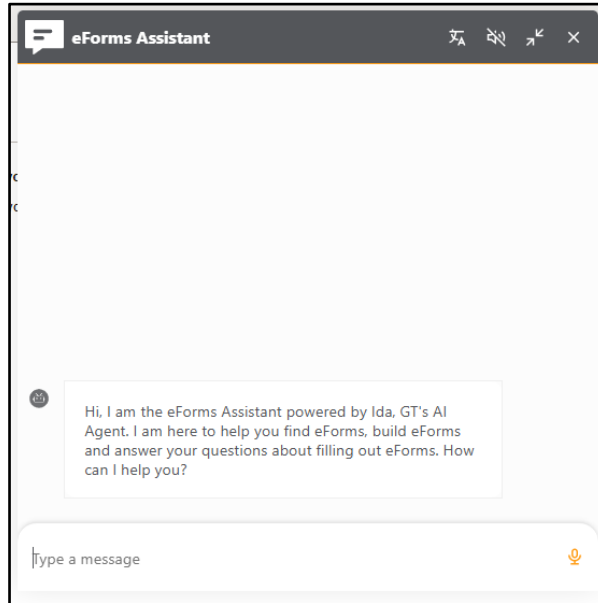 eForms Assistant
Hi, I am the eForms Assistant powered by Ida, GT's AI
Agent. I am here to help you find eForms, build eForms
and answer your questions about filling out eForms. How
can I help you?
Type a message